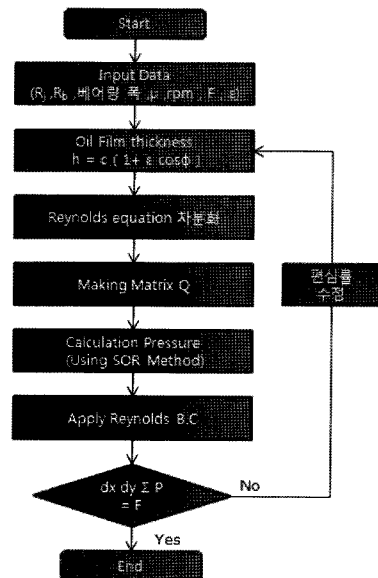 Start
Input Data
(Rj ,Rb ,베어링 폭 ,μ ,rpm , F , ε)
Oil Film thickness
h = c ( 1+ ε cosϕ )
Reynolds equation 차분화
Making Matrix Q
편심률
수정
Calculation Pressure
(Using SOR Method)
Apply Reynolds B.C
dx dy Σ P
= F
No
Yes
End